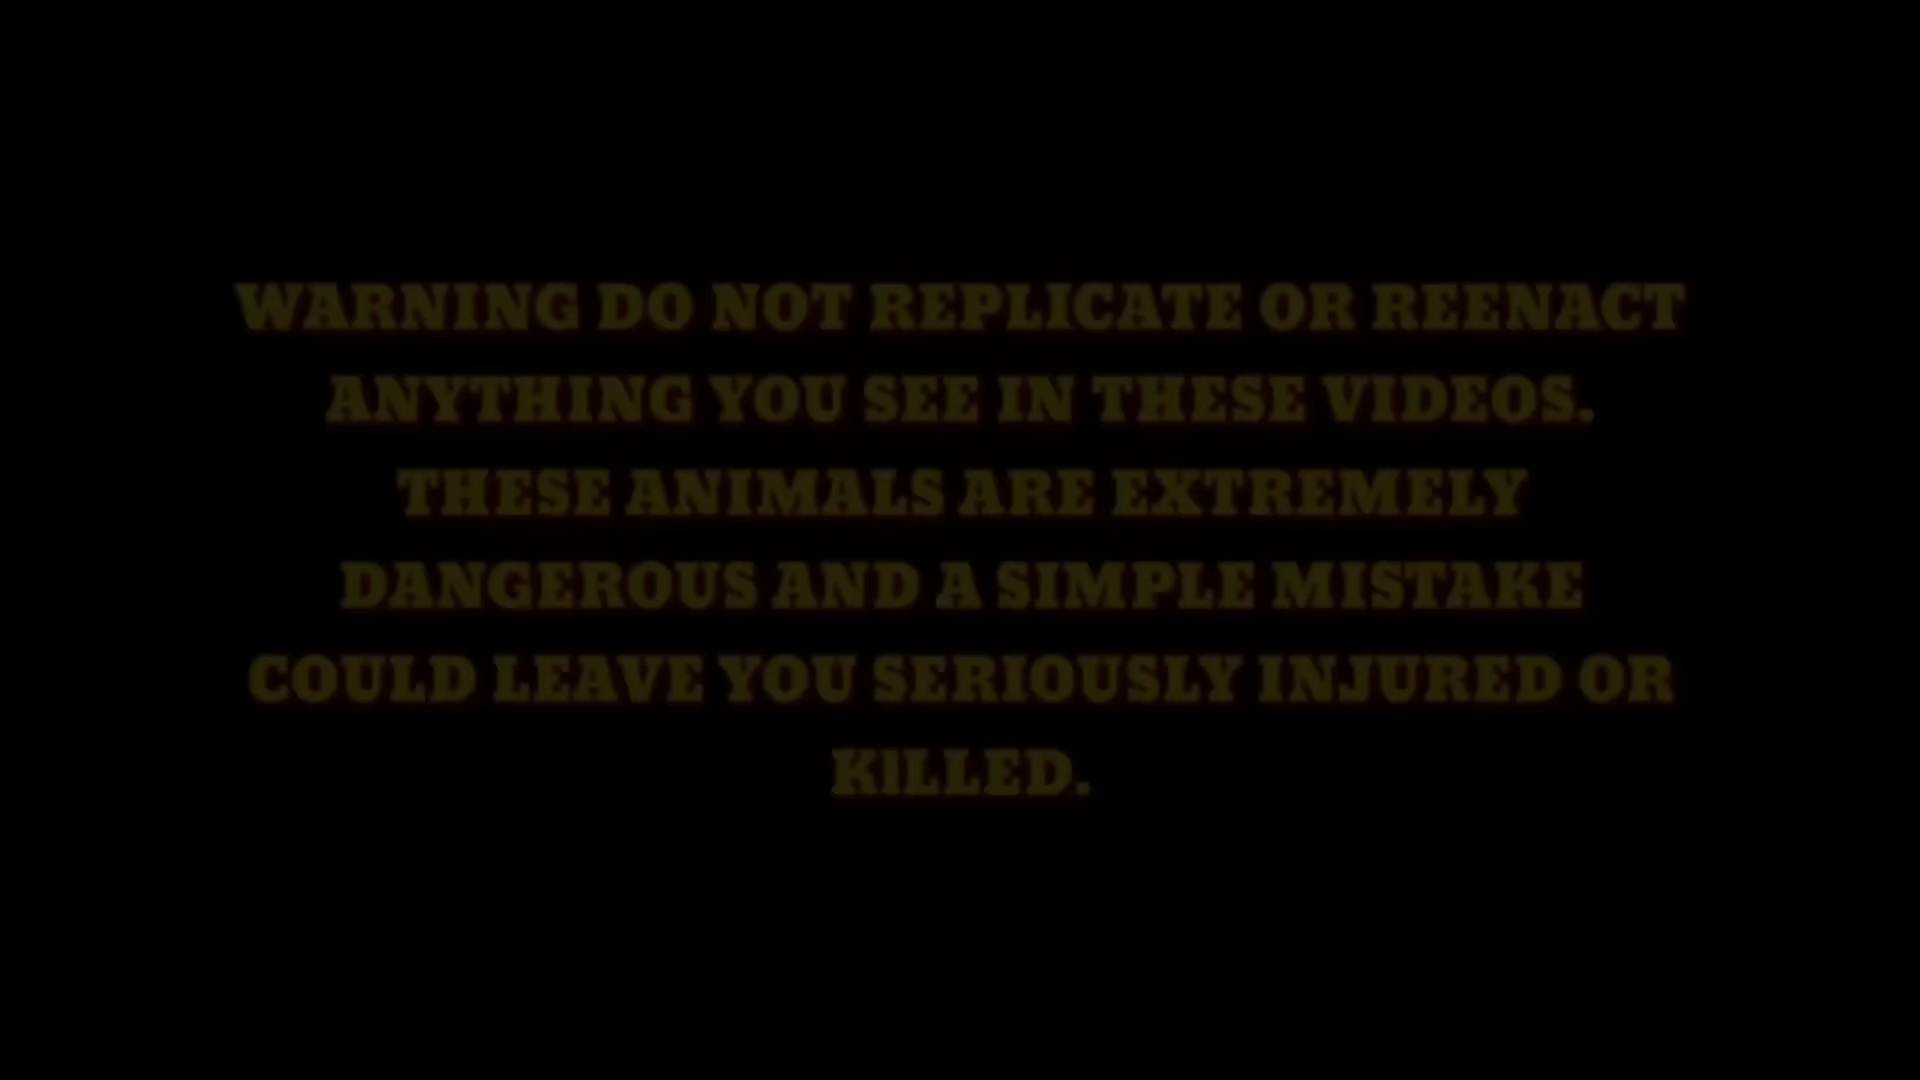 WARNING DO NOT REPLICATE OR REENACT
ANYTHING YOU SEE IN THESE VIDEOS.
THESE ANIMALS ARE EXTREMELY
DANGEROUS AND A SIMPLE MISTAKE
COULD LEAVE YOU SERIOUSLY INJURED OR
KILLED.